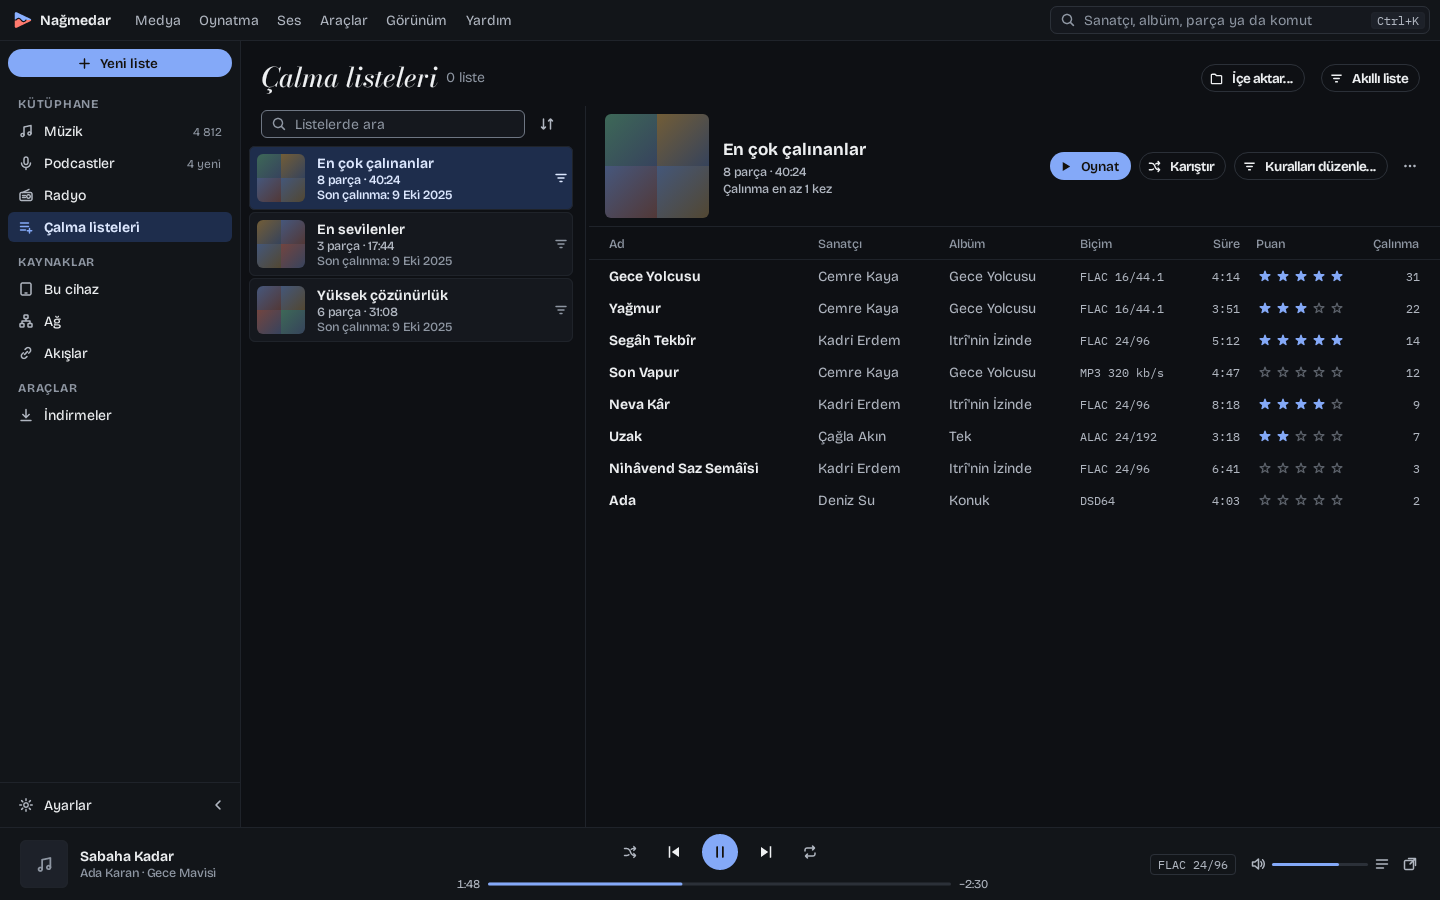 Nağmedar Medya Oynatma Ses Araçlar Görünüm Yardım Sanatçı, albüm, parça ya da komut Ctrl+K
Yeni liste
KÜTÜPHANE
Müzik 4 812
Podcastler 4 yeni
Radyo
Çalma listeleri
KAYNAKLAR
Bu cihaz
Ağ
Akışlar
ARAÇLAR
İndirmeler
Ayarlar
Çalma listeleri 0 liste İçe aktar... Akıllı liste
Listelerde ara
En çok çalınanlar
8 parça · 40:24
Son çalınma: 9 Eki 2025
En sevilenler
3 parça · 17:44
Son çalınma: 9 Eki 2025
Yüksek çözünürlük
6 parça · 31:08
Son çalınma: 9 Eki 2025
En çok çalınanlar
8 parça · 40:24
Çalınma en az 1 kez
Oynat Karıştır Kuralları düzenle...
Ad Sanatçı Albüm Biçim Süre Puan Çalınma
Gece Yolcusu Cemre Kaya Gece Yolcusu FLAC 16/44.1 4:14 31
Yağmur Cemre Kaya Gece Yolcusu FLAC 16/44.1 3:51 22
Segâh Tekbîr Kadri Erdem Itrî'nin İzinde FLAC 24/96 5:12 14
Son Vapur Cemre Kaya Gece Yolcusu MP3 320 kb/s 4:47 12
Neva Kâr Kadri Erdem Itrî'nin İzinde FLAC 24/96 8:18 9
Uzak Çağla Akın Tek ALAC 24/192 3:18 7
Nihâvend Saz Semâîsi Kadri Erdem Itrî'nin İzinde FLAC 24/96 6:41 3
Ada Deniz Su Konuk DSD64 4:03 2
Sabaha Kadar
Ada Karan · Gece Mavisi
1:48 -2:30
FLAC 24/96